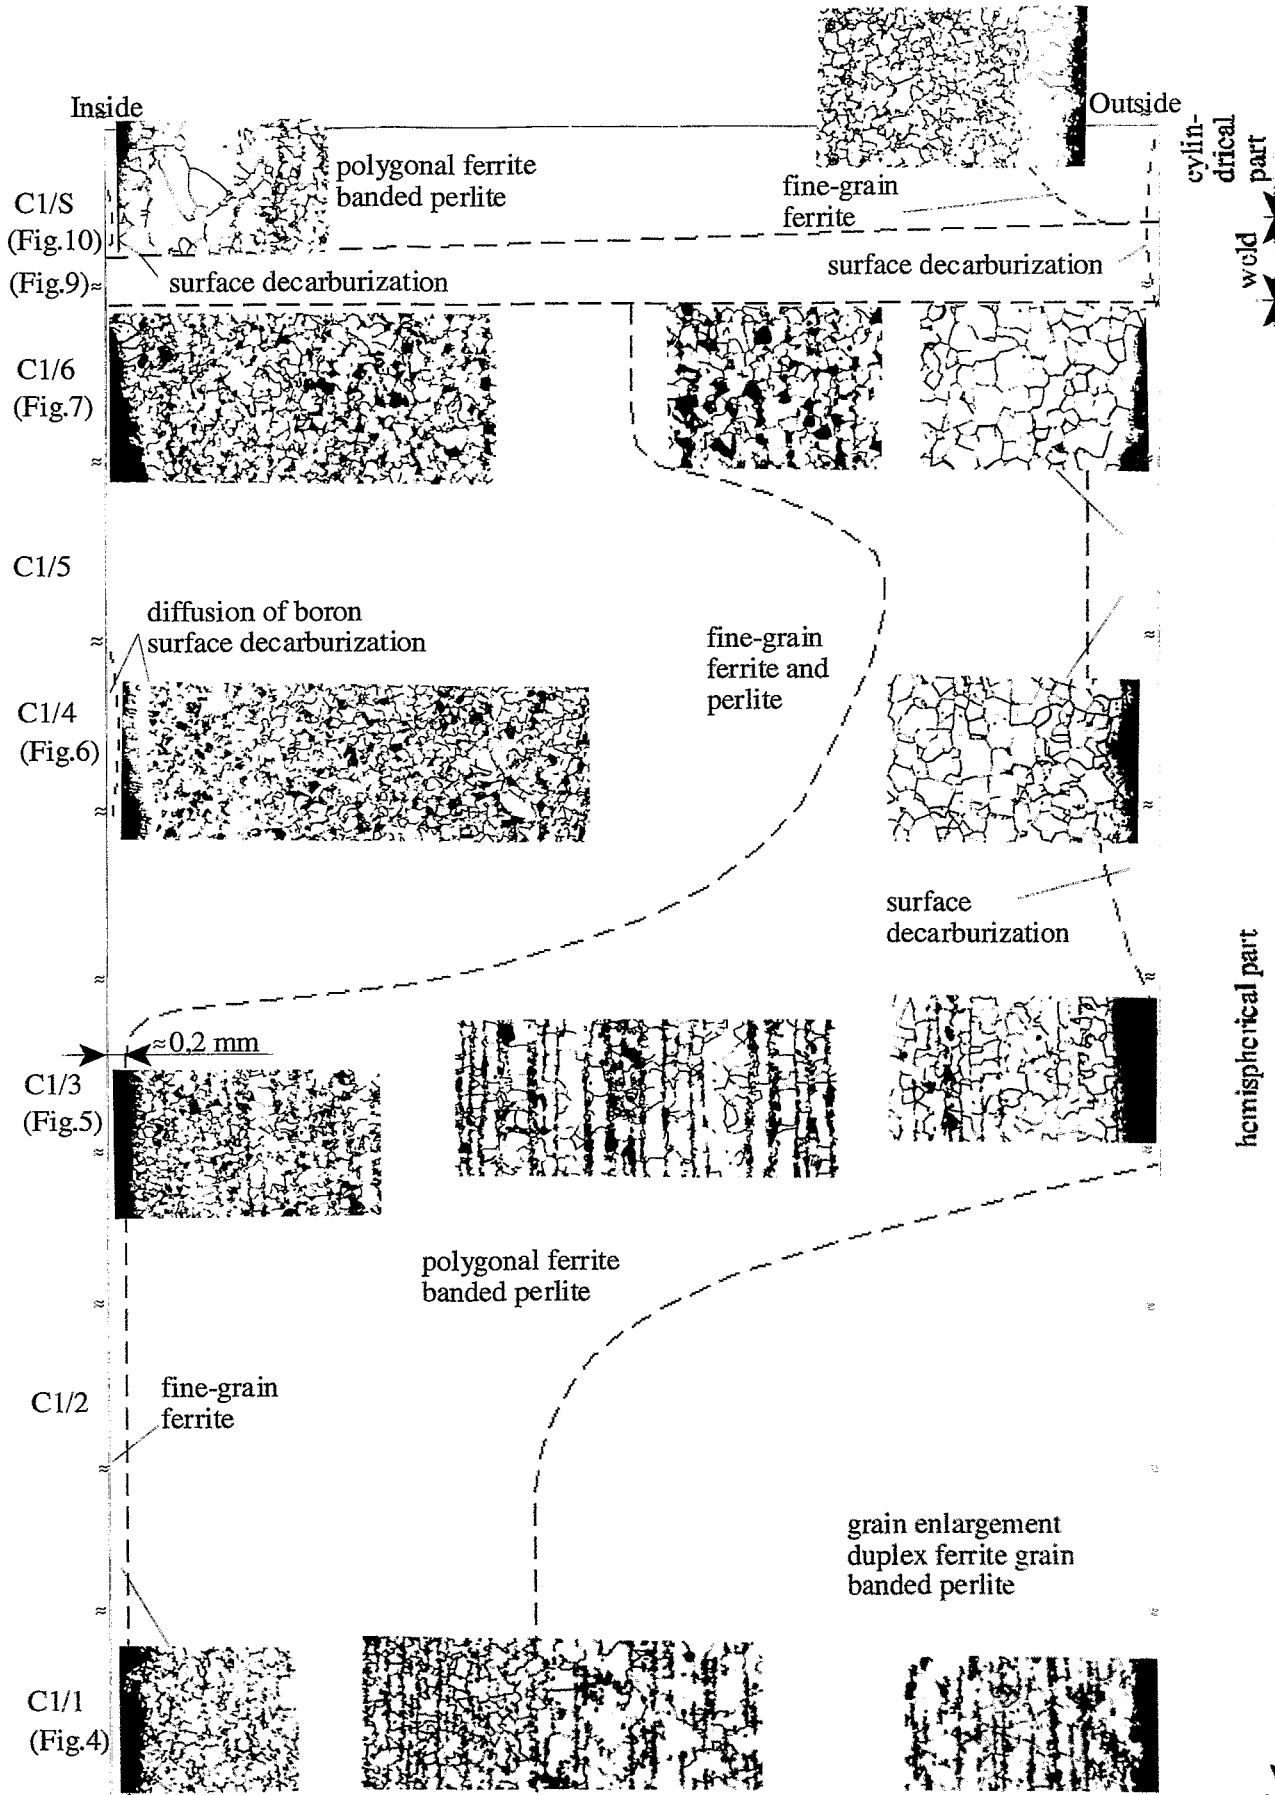 Inside
Outside
cylin-
drical
part
polygonal ferrite
banded perlite
fine-grain
ferrite
C1/S
(Fig.10)
surface decarburization
surface decarburization
weld
(Fig.9)≈
C1/6
(Fig.7)
≈
≈
C1/5
diffusion of boron
surface decarburization
fine-grain
ferrite and
perlite
≈
≈
C1/4
(Fig.6)
≈
≈
surface
decarburization
≈
≈
hemispherical part
≈0,2 mm
C1/3
(Fig.5)
≈
≈
polygonal ferrite
banded perlite
≈
≈
C1/2
fine-grain
ferrite
≈
≈
grain enlargement
duplex ferrite grain
banded perlite
≈
≈
C1/1
(Fig.4)